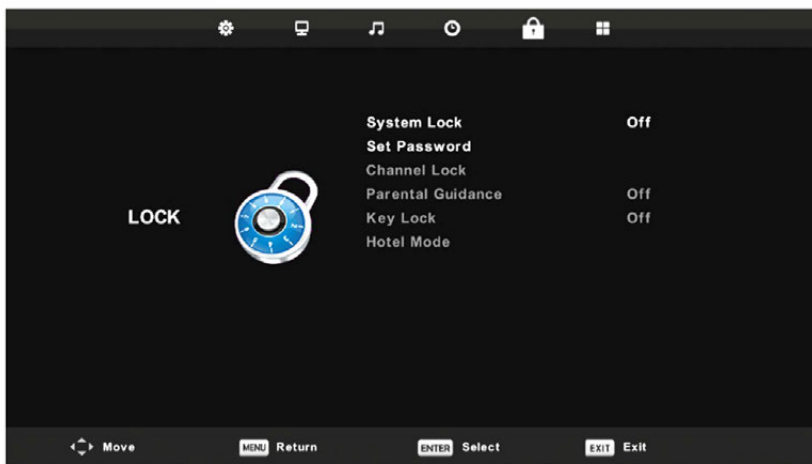 System Lock Off
Set Password
Channel Lock
Parental Guidance Off
LOCK
Key Lock Off
Hotel Mode
Move MENU Return ENTER Select EXIT Exit